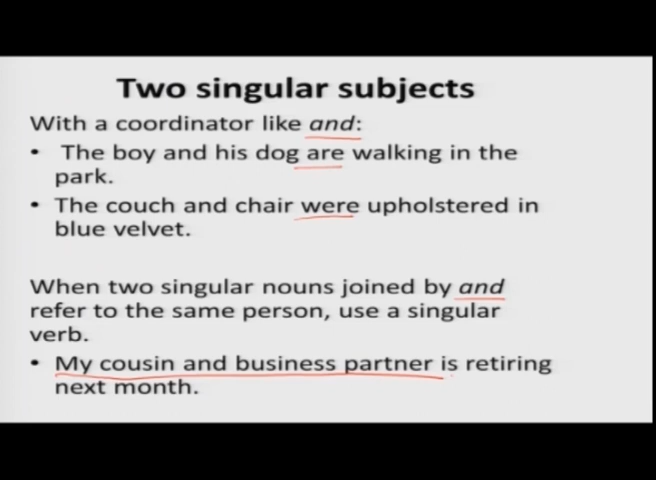 Two singular subjects
With a coordinator like and:
• The boy and his dog are walking in the
park.
• The couch and chair were upholstered in
blue velvet.
When two singular nouns joined by and
refer to the same person, use a singular
verb.
• My cousin and business partner is retiring
next month.